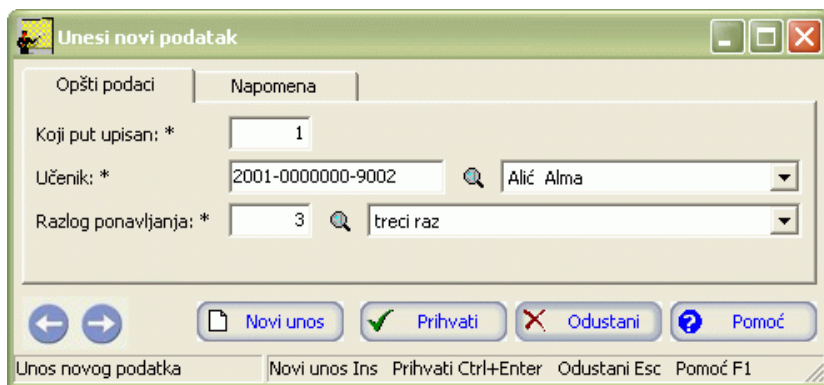 Unesi novi podatak
Opšti podaci Napomena
Koji put upisan: * 1
Učenik: * 2001-0000000-9002 Alić Alma
Razlog ponavljanja: * 3 treci raz
Novi unos Prihvati Odustani Pomoć
Unos novog podatka Novi unos Ins Prihvati Ctrl+Enter Odustani Esc Pomoć F1